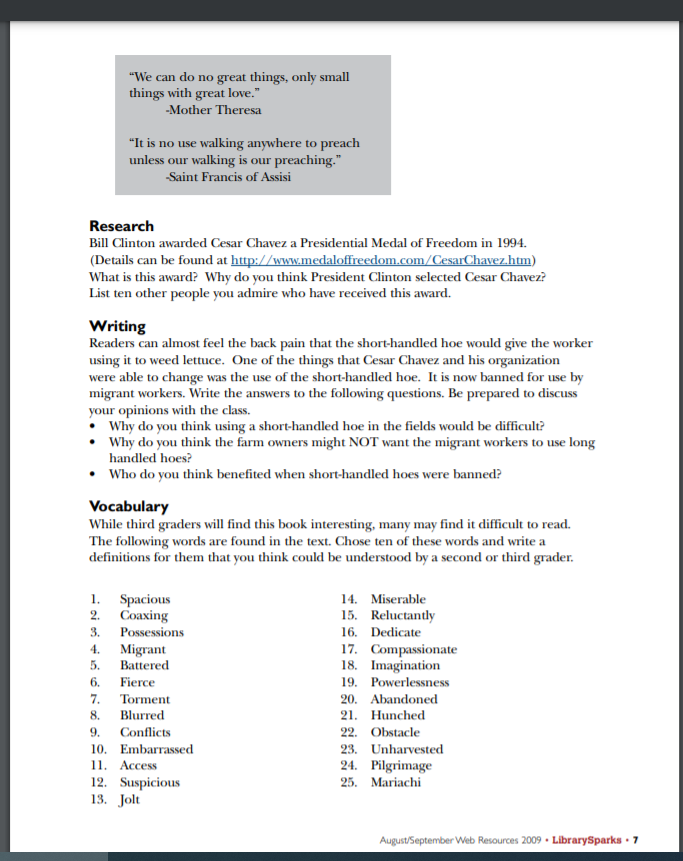 “We can do no great things, only small
things with great love.”
-Mother Theresa
“It is no use walking anywhere to preach
unless our walking is our preaching.”
-Saint Francis of Assisi
Research
Bill Clinton awarded Cesar Chavez a Presidential Medal of Freedom in 1994.
(Details can be found at http://www.medaloffreedom.com/CesarChavez.htm)
What is this award?  Why do you think President Clinton selected Cesar Chavez?
List ten other people you admire who have received this award.
Writing
Readers can almost feel the back pain that the short-handled hoe would give the worker
using it to weed lettuce.  One of the things that Cesar Chavez and his organization
were able to change was the use of the short-handled hoe.  It is now banned for use by
migrant workers. Write the answers to the following questions. Be prepared to discuss
your opinions with the class.
• Why do you think using a short-handled hoe in the fields would be difficult?
• Why do you think the farm owners might NOT want the migrant workers to use long
handled hoes?
• Who do you think benefited when short-handled hoes were banned?
Vocabulary
While third graders will find this book interesting, many may find it difficult to read.
The following words are found in the text. Chose ten of these words and write a
definitions for them that you think could be understood by a second or third grader.
1. Spacious
2. Coaxing
3. Possessions
4. Migrant
5. Battered
6. Fierce
7. Torment
8. Blurred
9. Conflicts
10. Embarrassed
11. Access
12. Suspicious
13. Jolt
14. Miserable
15. Reluctantly
16. Dedicate
17. Compassionate
18. Imagination
19. Powerlessness
20. Abandoned
21. Hunched
22. Obstacle
23. Unharvested
24. Pilgrimage
25. Mariachi
August/September Web Resources 2009 • LibrarySparks • 7